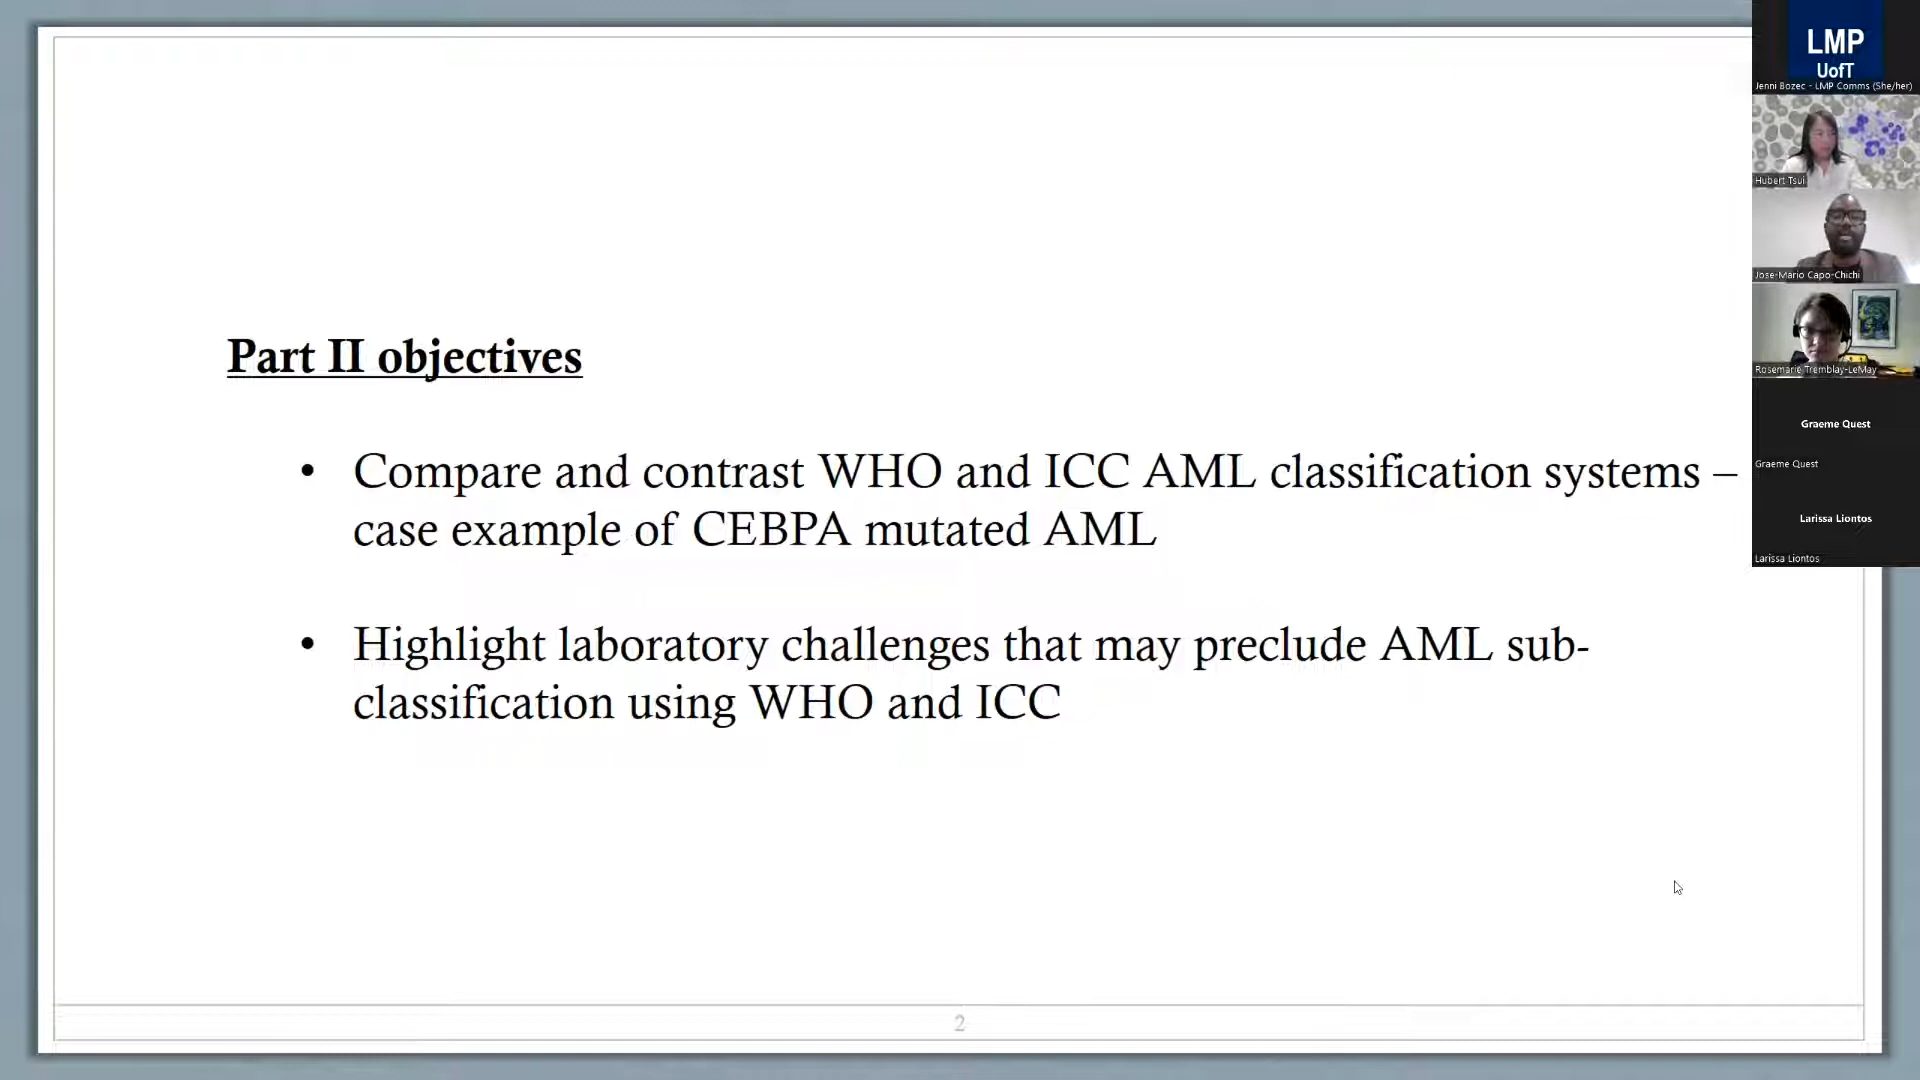 Part II objectives
• Compare and contrast WHO and ICC AML classification systems –
case example of CEBPA mutated AML
• Highlight laboratory challenges that may preclude AML sub-
classification using WHO and ICC
2
LMP
UofT
Jenni Bozec - LMP Comms (She/her)
Hubert Tsui
Jose-Mario Capo-Chichi
Rosemarie Tremblay-LeMay
Graeme Quest
Graeme Quest
Larissa Liontos
Larissa Liontos